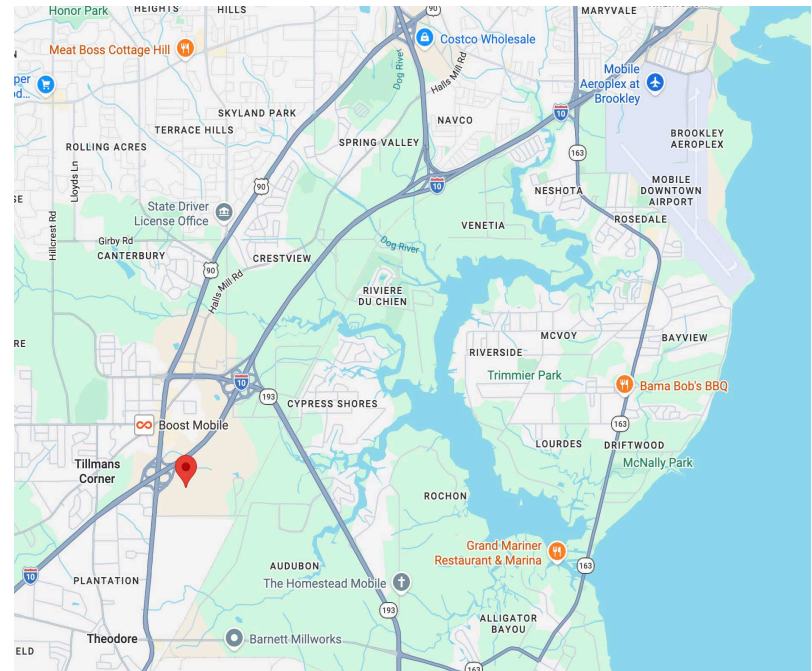 HEIGHTS
HILLS
MARYVALE
Honor Park
90
Costco Wholesale
Meat Boss Cottage Hill
Dog River
Halls Mill Rd
Mobile
Aeroplex at
Brookley
SKYLAND PARK
TERRACE HILLS
NAVCO
10
BROOKLEY
AEROPLEX
SPRING VALLEY
ROLLING ACRES
163
Lloyds Ln
90
10
NESHOTA
MOBILE
DOWNTOWN
AIRPORT
SE
State Driver
License Office
ROSEDALE
VENETIA
Hillcrest Rd
Girby Rd
CANTERBURY
Dog River
CRESTVIEW
90
Halls Mill Rd
RIVIERE
DU CHIEN
MCVOY
BAYVIEW
RE
RIVERSIDE
Trimmier Park
10
Bama Bob's BBQ
193
CYPRESS SHORES
Boost Mobile
163
LOURDES
DRIFTWOOD
Tillmans
Corner
McNally Park
ROCHON
Grand Mariner
Restaurant & Marina
163
AUDUBON
10
PLANTATION
The Homestead Mobile
193
ALLIGATOR
BAYOU
Theodore
Barnett Millworks
ELD
163